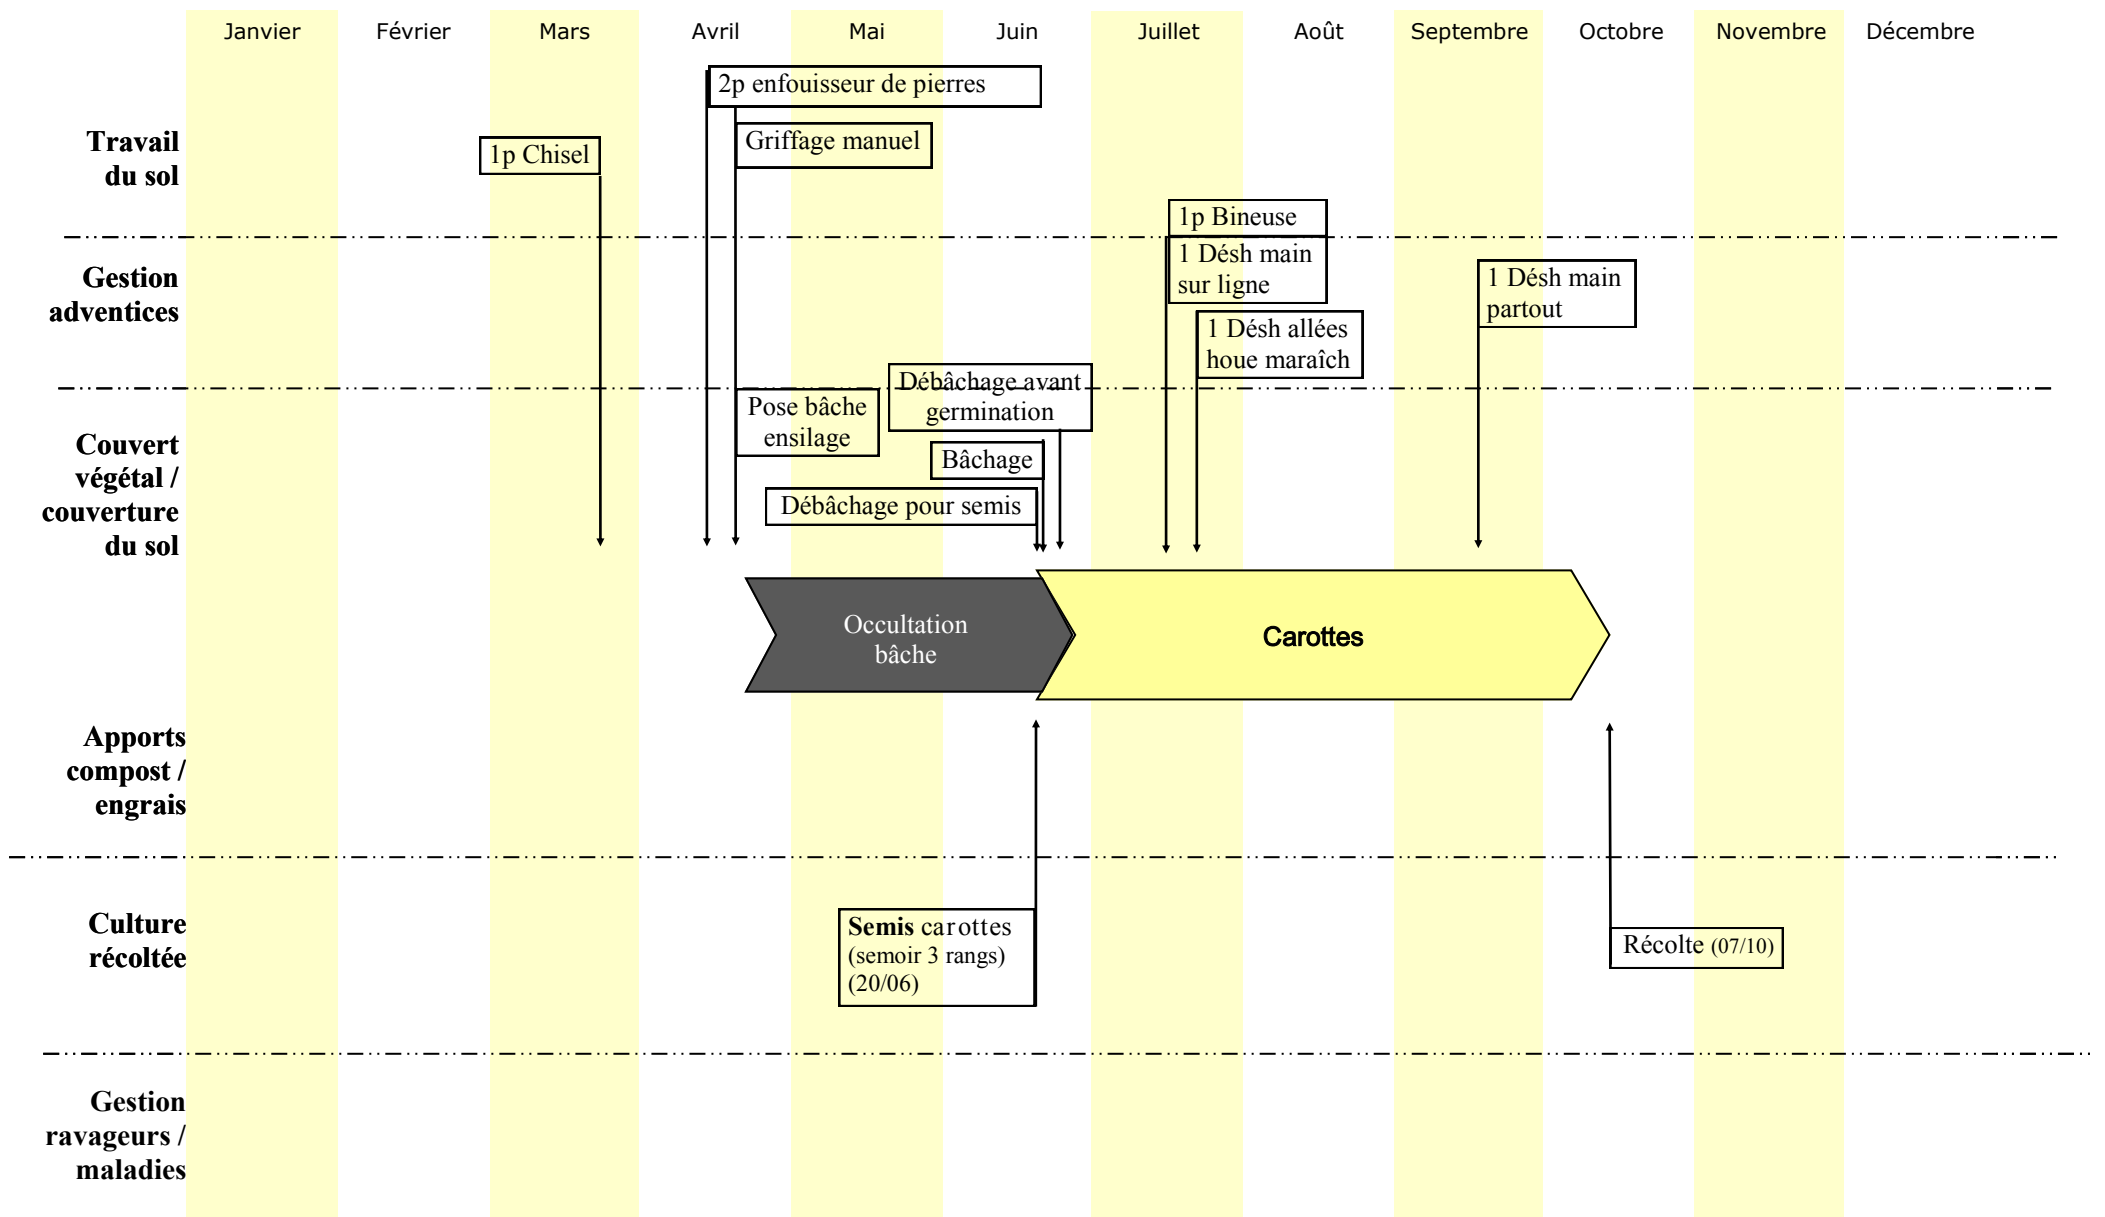 Janvier Février Mars Avril Mai Juin Juillet Août Septembre Octobre Novembre Décembre
Travail
du sol
2p enfouisseur de pierres
Griffage manuel
1p Chisel
1p Bineuse
Gestion
adventices
1 Désh main
sur ligne
1 Désh allées
houe maraîch
1 Désh main
partout
Couvert
végétal /
couverture
du sol
Débâchage avant
germination
Pose bâche
ensilage
Bâchage
Débâchage pour semis
Occultation
bâche
Carottes
Apports
compost /
engrais
Culture
récoltée
Semis carottes
(semoir 3 rangs)
(20/06)
Récolte (07/10)
Gestion
ravageurs /
maladies